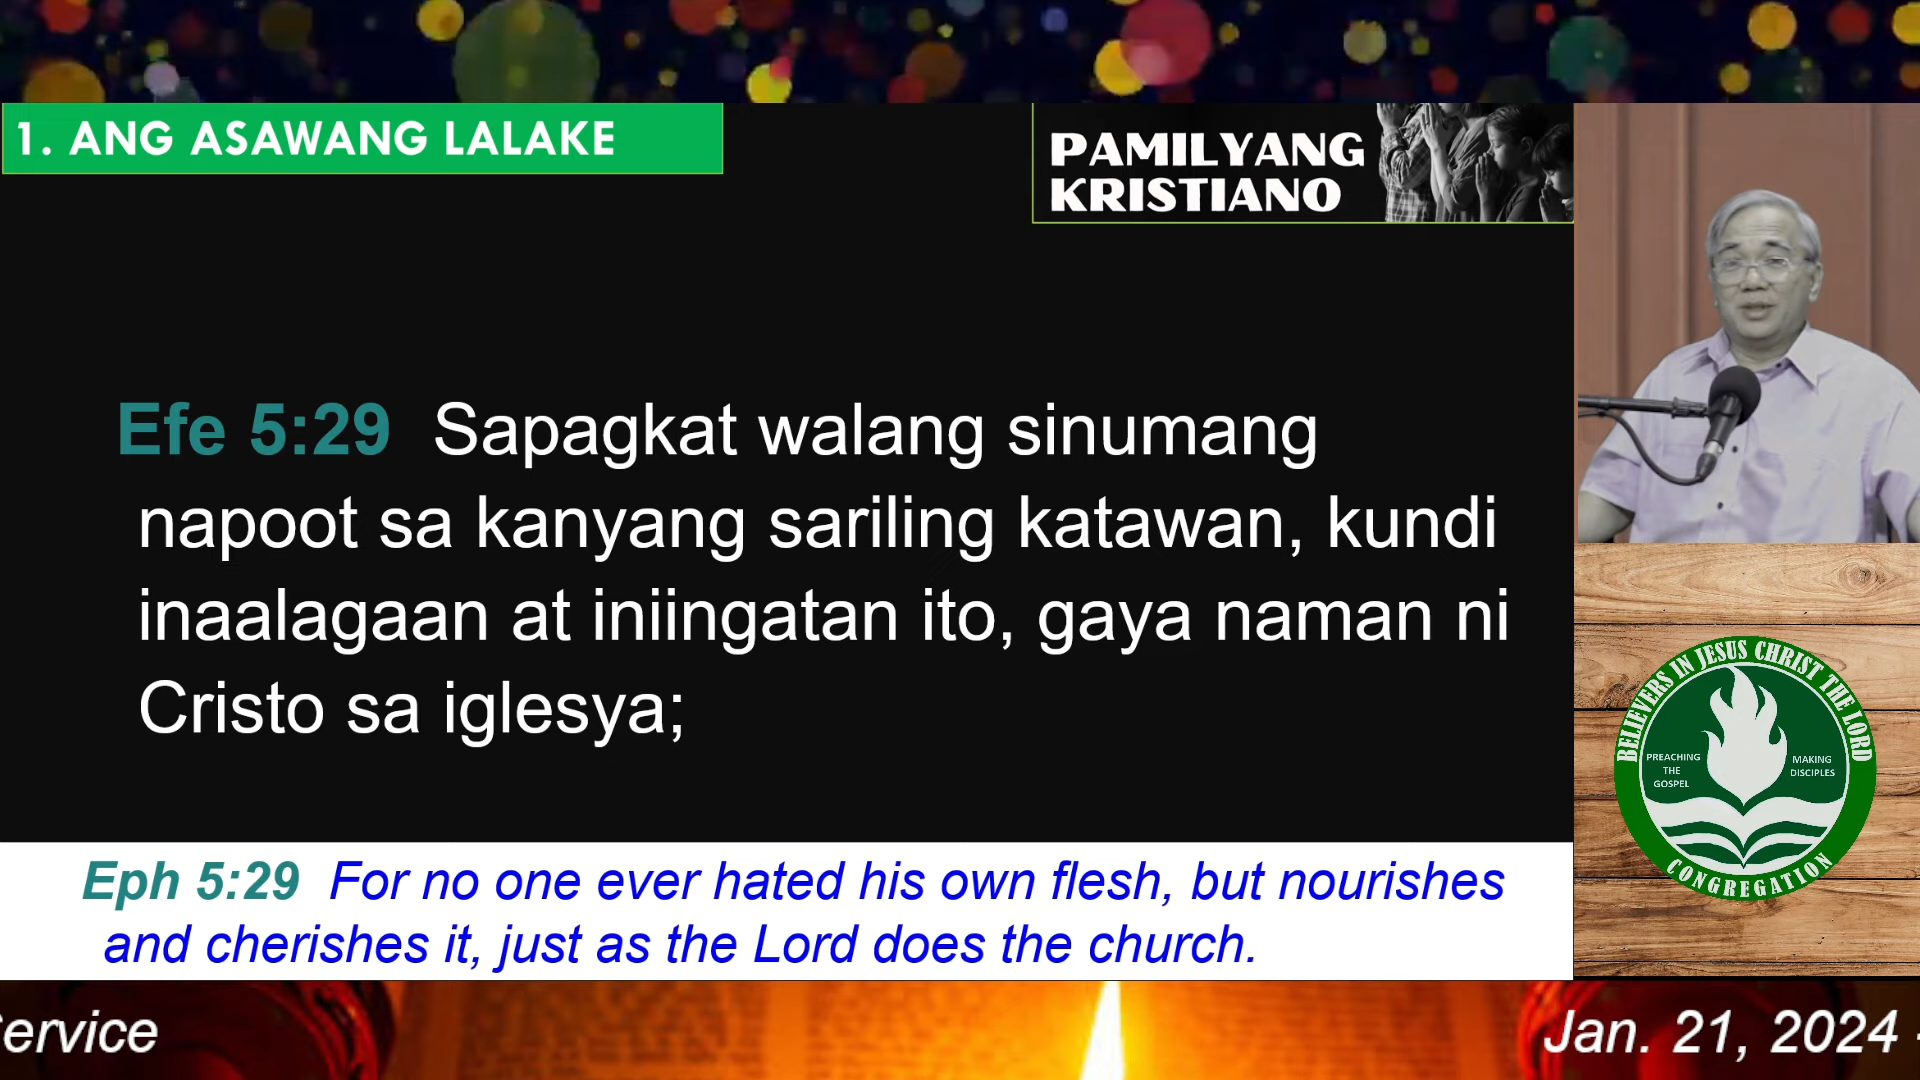 1. ANG ASAWANG LALAKE
PAMILYANG
KRISTIANO
Efe 5:29 Sapagkat walang sinumang
napoot sa kanyang sariling katawan, kundi
inaalagaan at iniingatan ito, gaya naman ni
Cristo sa iglesya;
BELIEVERS IN JESUS CHRIST THE LORD
PREACHING
THE
GOSPEL
MAKING
DISCIPLES
CONGREGATION
Eph 5:29 For no one ever hated his own flesh, but nourishes
and cherishes it, just as the Lord does the church.
ervice
Jan. 21, 2024 -